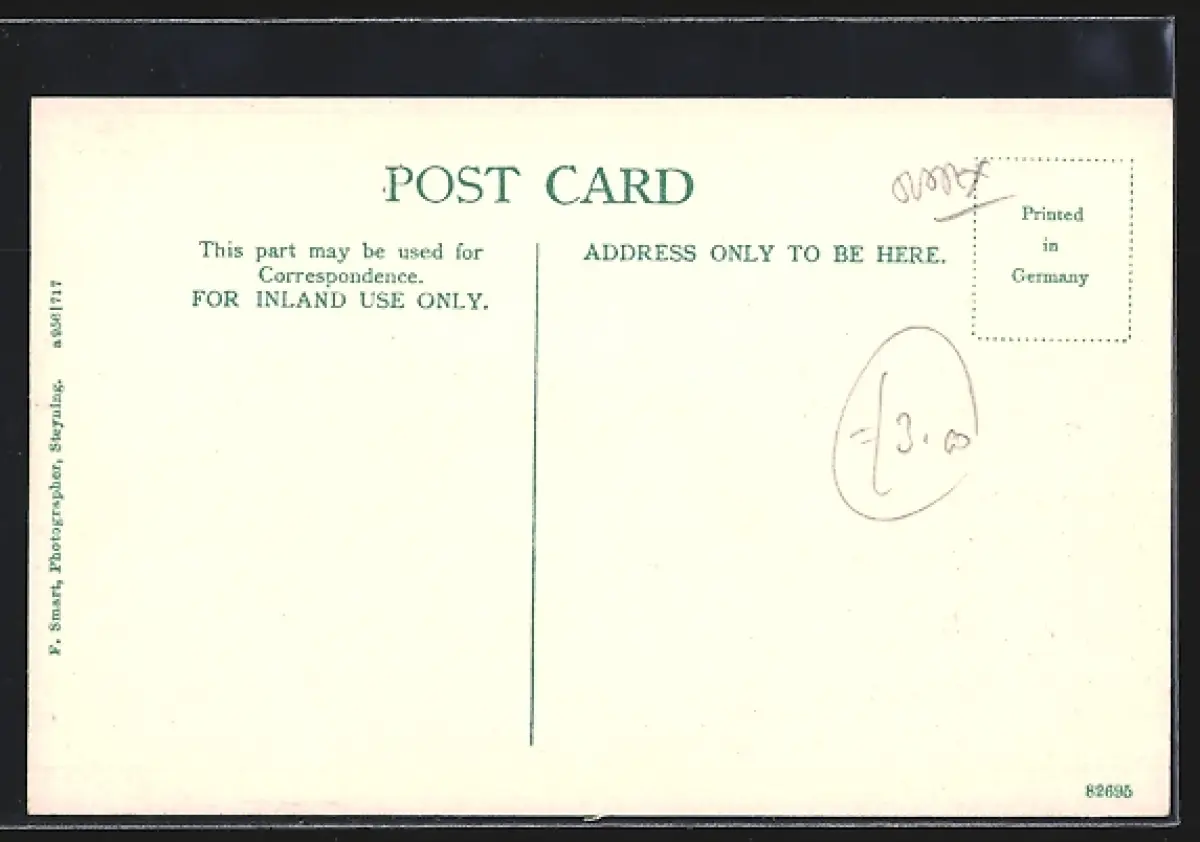 POST CARD
This part may be used for
Correspondence.
FOR INLAND USE ONLY.
ADDRESS ONLY TO BE HERE.
Printed
in
Germany
3.00
F. Smart, Photographer, Steyning.
82695